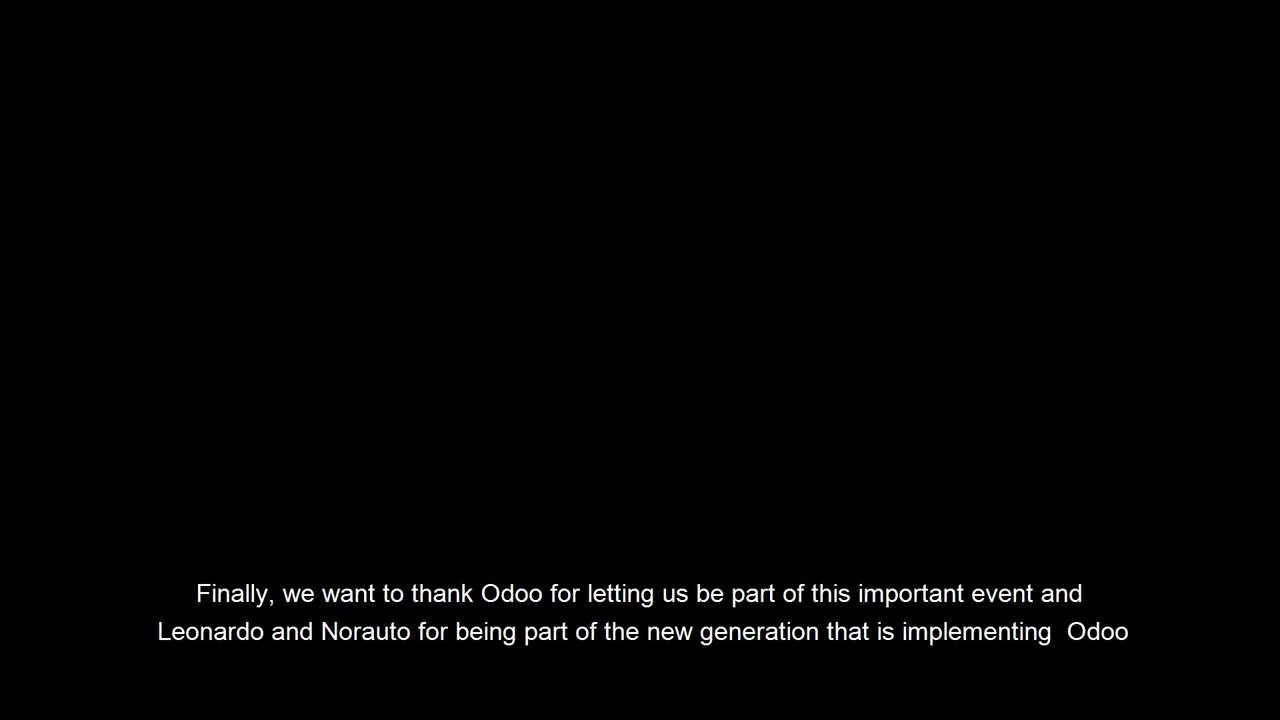 Finally, we want to thank Odoo for letting us be part of this important event and
Leonardo and Norauto for being part of the new generation that is implementing  Odoo